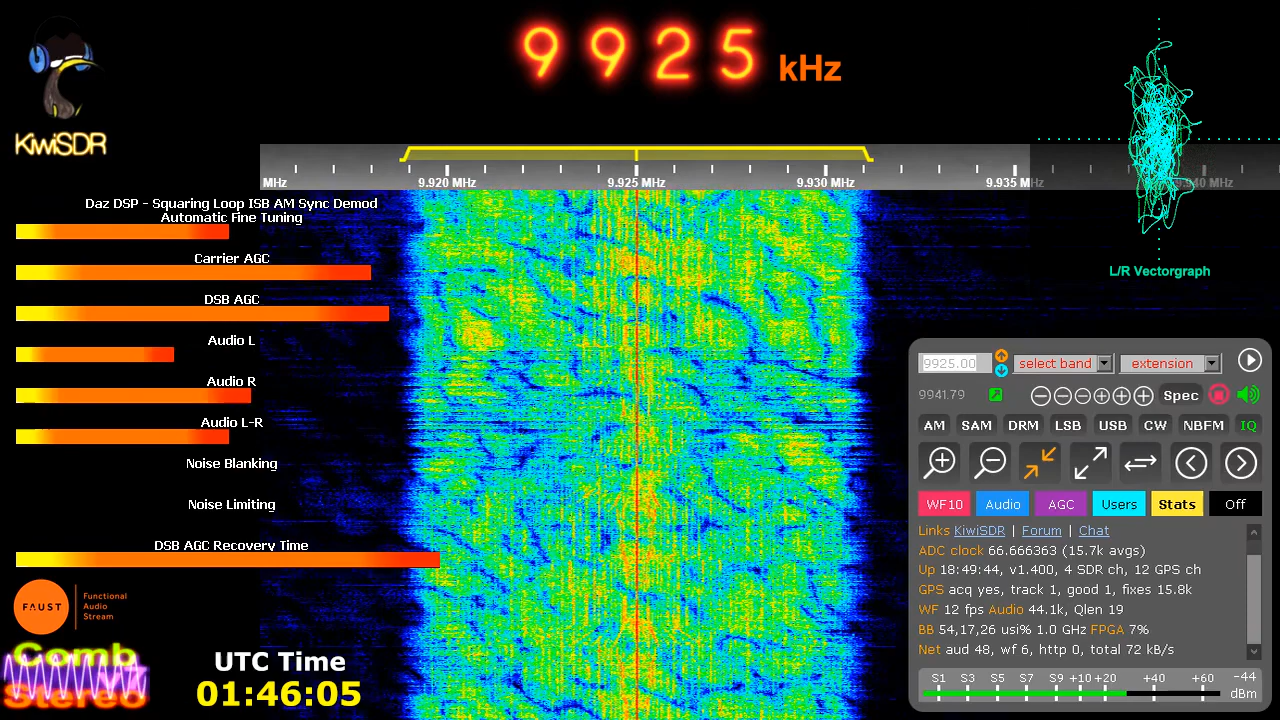 9925 kHz
KiwiSDR
MHz 9.920 MHz 9.925 MHz 9.930 MHz 9.935 MHz 9.940 MHz
Daz DSP - Squaring Loop ISB AM Sync Demod
Automatic Fine Tuning
Carrier AGC
DSB AGC
Audio L
Audio R
Audio L-R
Noise Blanking
Noise Limiting
DSB AGC Recovery Time
FAUST
Functional
Audio
Stream
Comb
Stereo
UTC Time
01:46:05
L/R Vectorgraph
9925.00 select band extension
9941.79 Spec
AM SAM DRM LSB USB CW NBFM IQ
WF10 Audio AGC Users Stats Off
Links KiwiSDR | Forum | Chat
ADC clock 66.666363 (15.7k avgs)
Up 18:49:44, v1.400, 4 SDR ch, 12 GPS ch
GPS acq yes, track 1, good 1, fixes 15.8k
WF 12 fps Audio 44.1k, Qlen 19
BB 54,17,26 usi% 1.0 GHz FPGA 7%
Net aud 48, wf 6, http 0, total 72 kB/s
S1 S3 S5 S7 S9 +10 +20 +40 +60 -44
dBm